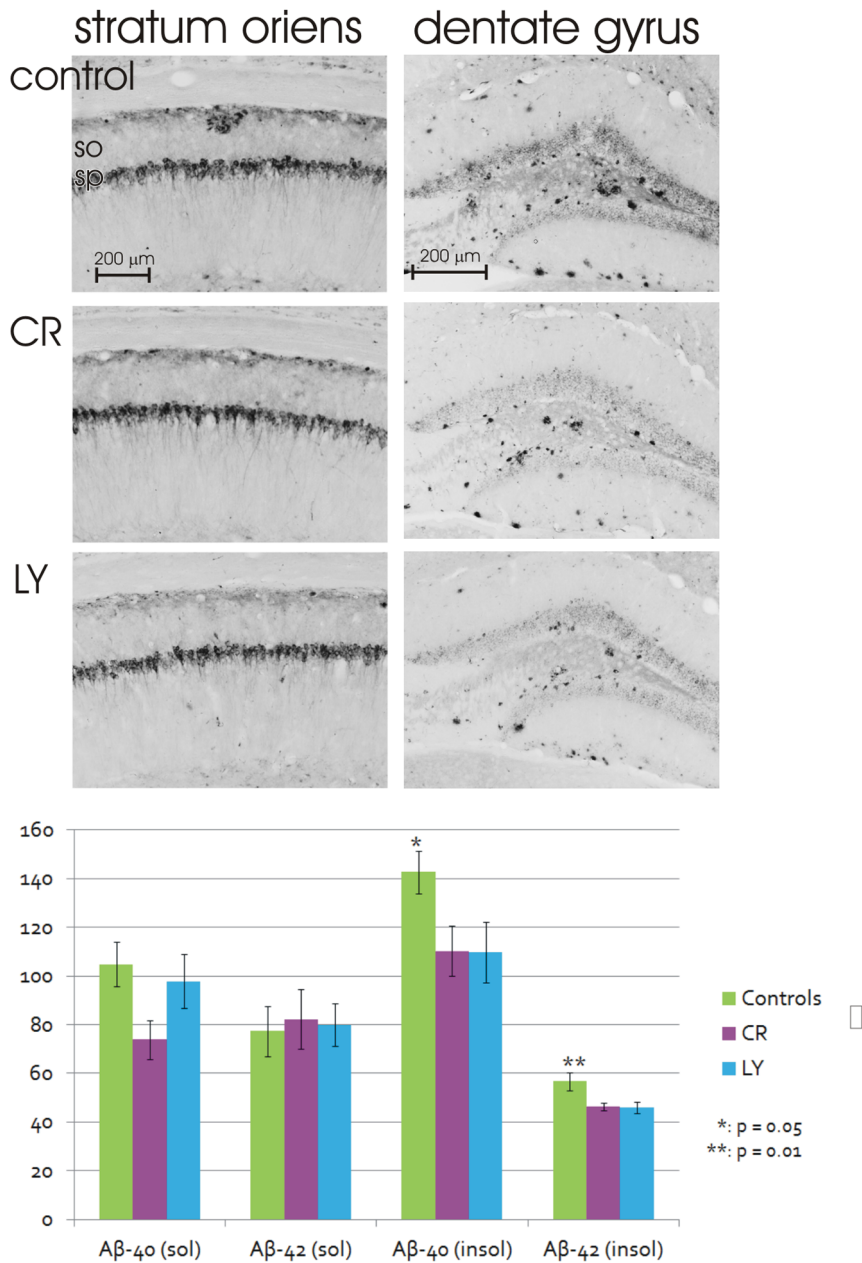 stratum oriens
dentate gyrus
control
so
sp
200 µm
200 µm
CR
LY
160
140
120
100
80
60
40
20
0
*
**
Aβ-40 (sol)
Aβ-42 (sol)
Aβ-40 (insol)
Aβ-42 (insol)
Controls
CR
LY
*: p = 0.05
**: p = 0.01